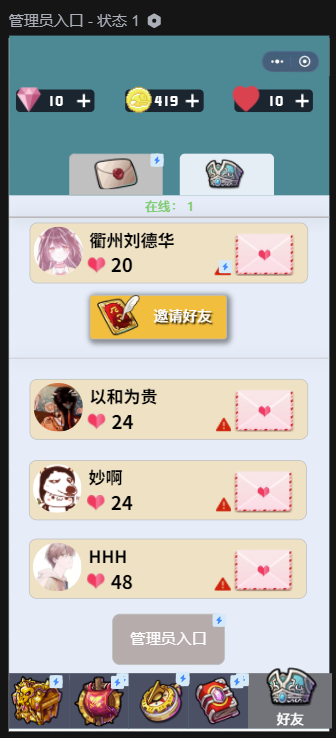 管理员入口 - 状态 1
10
419
10
在线： 1
衢州刘德华
20
邀请好友
以和为贵
24
妙啊
24
HHH
48
管理员入口
好友